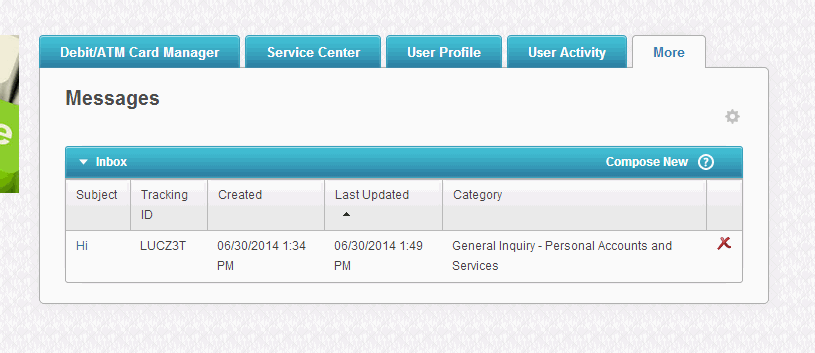 Debit/ATM Card Manager Service Center User Profile User Activity More
Messages
Inbox Compose New ?
Subject Tracking ID Created Last Updated Category
Hi LUCZ3T 06/30/2014 1:34 PM 06/30/2014 1:49 PM General Inquiry - Personal Accounts and Services
e